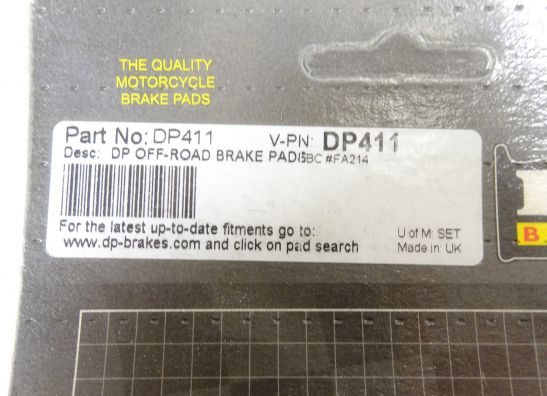 THE QUALITY
MOTORCYCLE
BRAKE PADS
Part No: DP411 V-PN: DP411
Desc: DP OFF-ROAD BRAKE PADSBC #FA214
For the latest up-to-date fitments go to: U of M: SET
www.dp-brakes.com and click on pad search Made in: UK
B